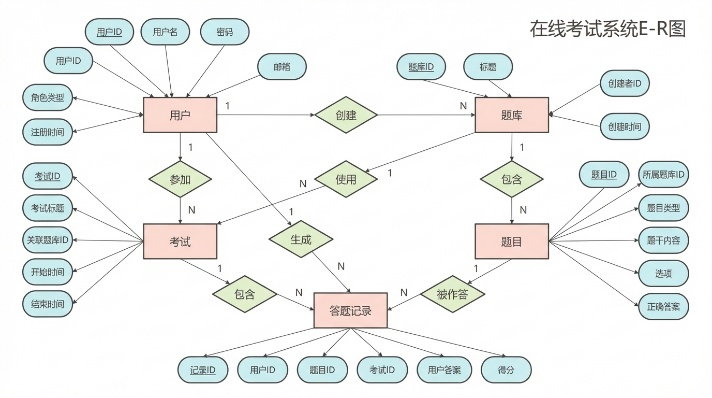 在线考试系统E-R图
用户ID
用户名
密码
用户ID
邮箱
题库ID
标题
创建者ID
角色类型
注册时间
用户
1
创建
N
题库
创建时间
1
1
1
考试ID
参加
N
使用
包含
题目ID
所属题库ID
考试标题
N
1
N
题目类型
关联题库ID
考试
生成
题目
题干内容
开始时间
1
N
1
选项
结束时间
包含
N
答题记录
N
被作答
正确答案
记录ID
用户ID
题目ID
考试ID
用户答案
得分